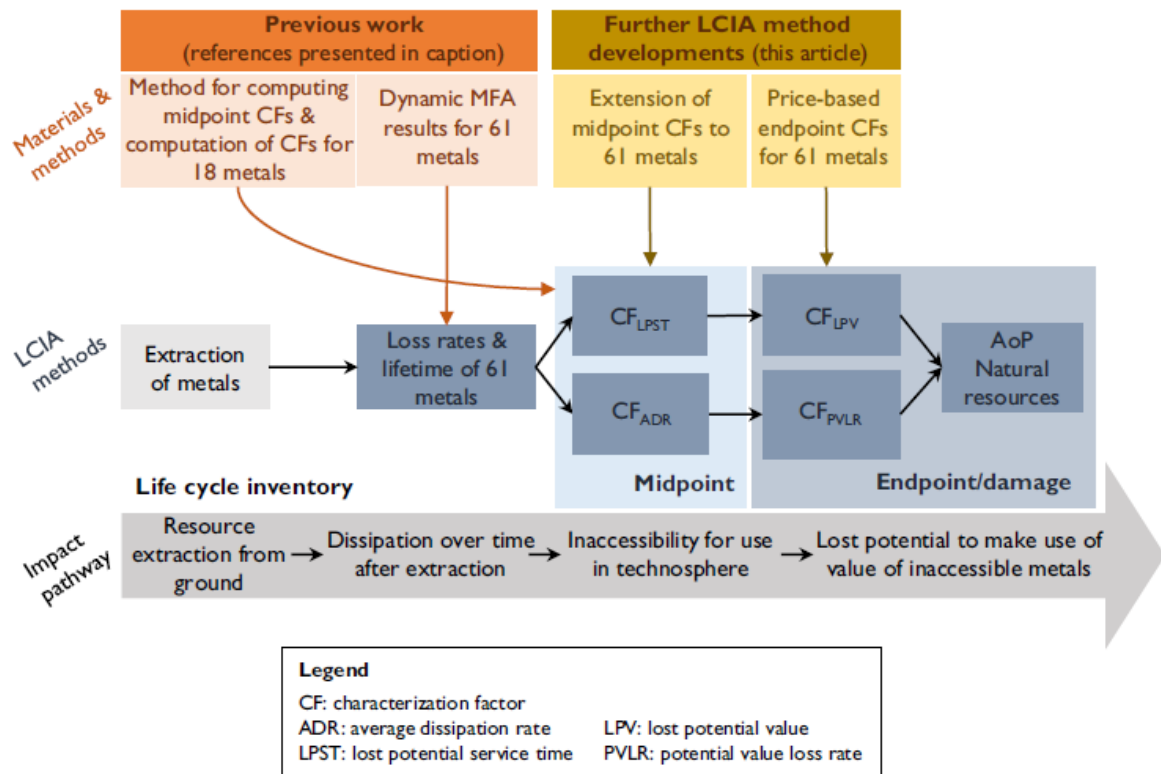 Previous work
(references presented in caption)
Further LCIA method
developments (this article)
Materials &
methods
Method for computing
midpoint CFs &
computation of CFs for
18 metals
Dynamic MFA
results for 61
metals
Extension of
midpoint CFs to
61 metals
Price-based
endpoint CFs
for 61 metals
LCIA
methods
Extraction
of metals
Loss rates &
lifetime of 61
metals
CF_LPST
CF_ADR
CF_LPV
CF_PVLR
AoP
Natural
resources
Life cycle inventory
Midpoint
Endpoint/damage
Impact
pathway
Resource
extraction from
ground
Dissipation over time
after extraction
Inaccessibility for use
in technosphere
Lost potential to make use of
value of inaccessible metals
Legend
CF: characterization factor
ADR: average dissipation rate
LPV: lost potential value
LPST: lost potential service time
PVLR: potential value loss rate